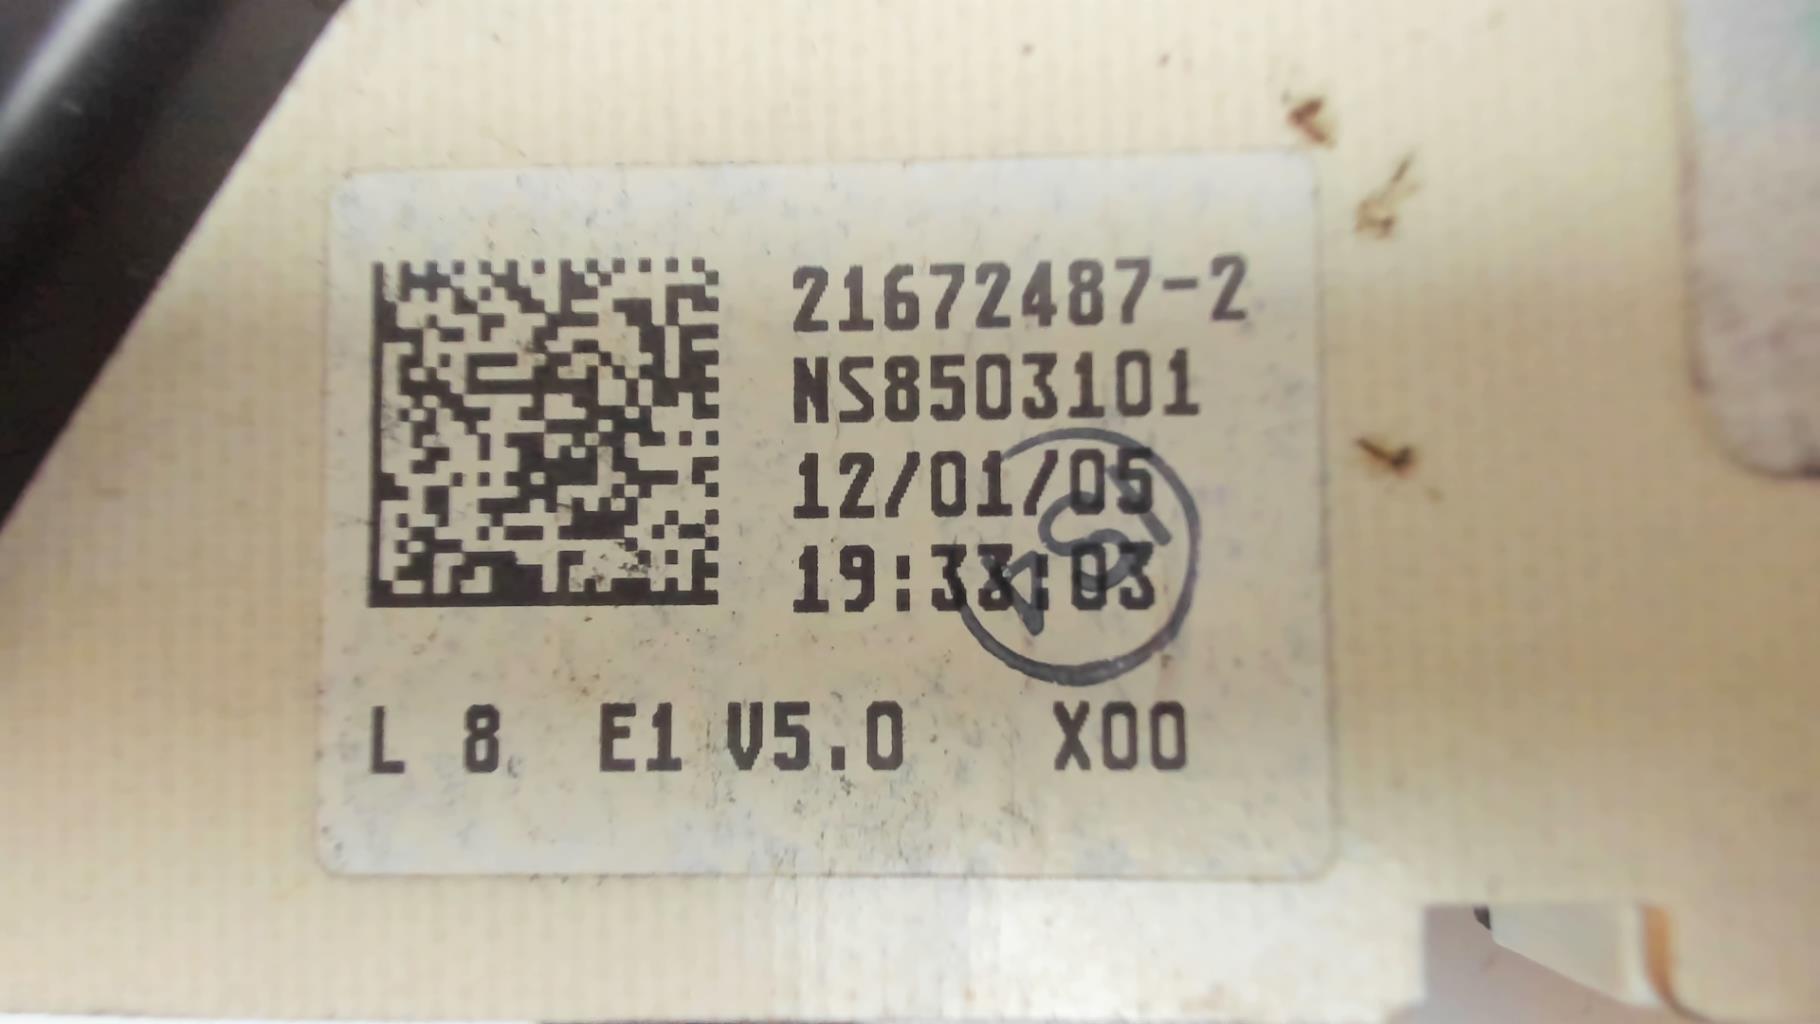 21672487-2
NS8503101
12/01/05
19:33:03
L 8 E1 V5.0 X00